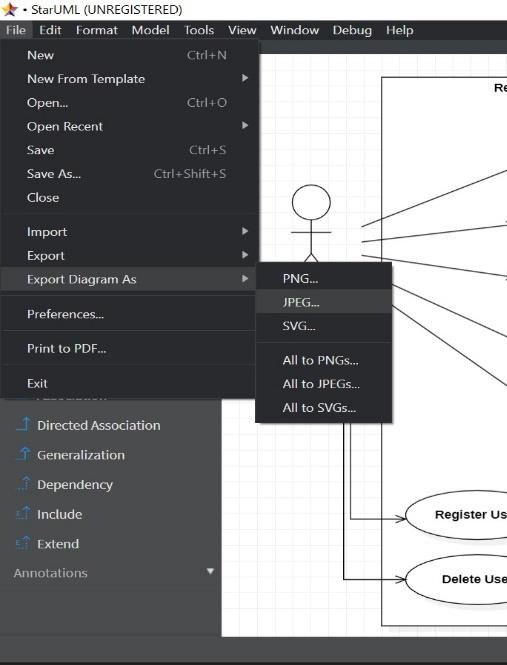 • StarUML (UNREGISTERED)
File Edit Format Model Tools View Window Debug Help
New Ctrl+N
New From Template
Open... Ctrl+O
Open Recent
Save Ctrl+S
Save As... Ctrl+Shift+S
Close
Import
Export
Export Diagram As
Preferences...
Print to PDF...
Exit
PNG...
JPEG...
SVG...
All to PNGs...
All to JPEGs...
All to SVGs...
Directed Association
Generalization
Dependency
Include
Extend
Annotations
Re
Register Us
Delete Use